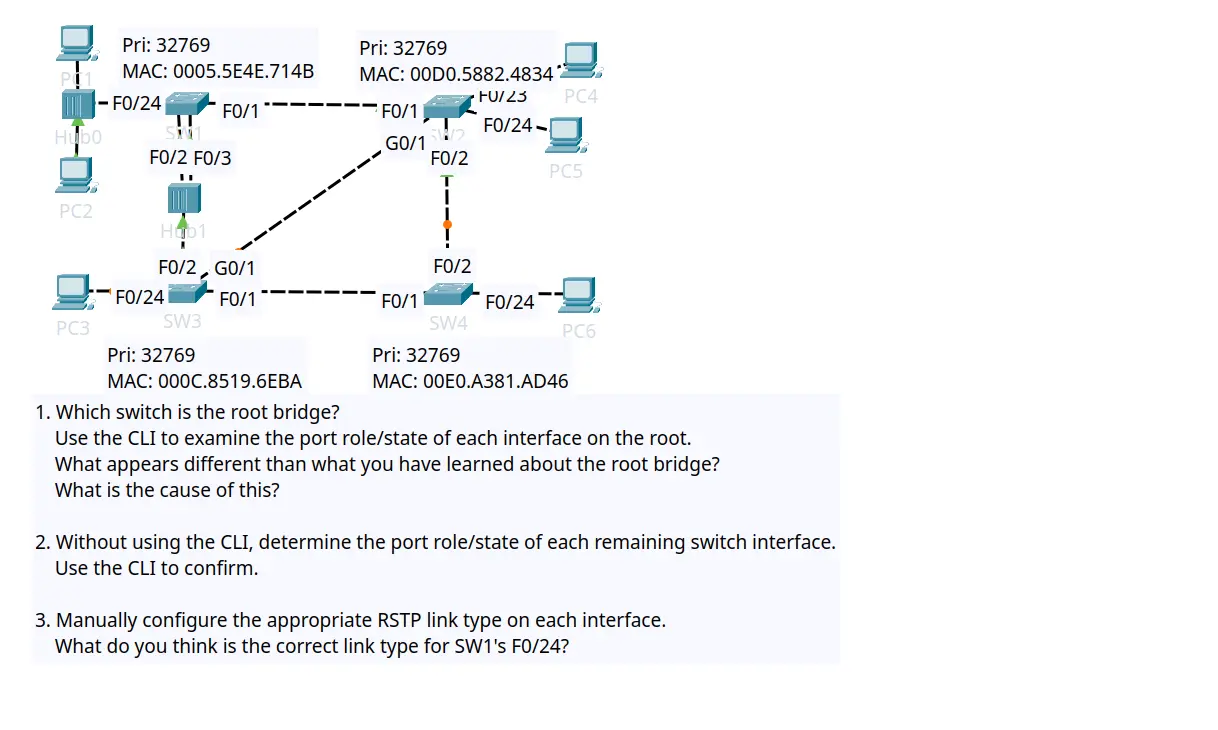 PC1
Pri: 32769
MAC: 0005.5E4E.714B
Pri: 32769
MAC: 00D0.5882.4834
PC4
Hub0
F0/24
SW1
F0/1
F0/1
SW2
F0/23
F0/24
PC5
G0/1
F0/2
F0/2 F0/3
PC2
Hub1
F0/2
G0/1
F0/2
PC3
F0/24
SW3
F0/1
F0/1
SW4
F0/24
PC6
Pri: 32769
MAC: 000C.8519.6EBA
Pri: 32769
MAC: 00E0.A381.AD46
1. Which switch is the root bridge?
Use the CLI to examine the port role/state of each interface on the root.
What appears different than what you have learned about the root bridge?
What is the cause of this?
2. Without using the CLI, determine the port role/state of each remaining switch interface.
Use the CLI to confirm.
3. Manually configure the appropriate RSTP link type on each interface.
What do you think is the correct link type for SW1's F0/24?